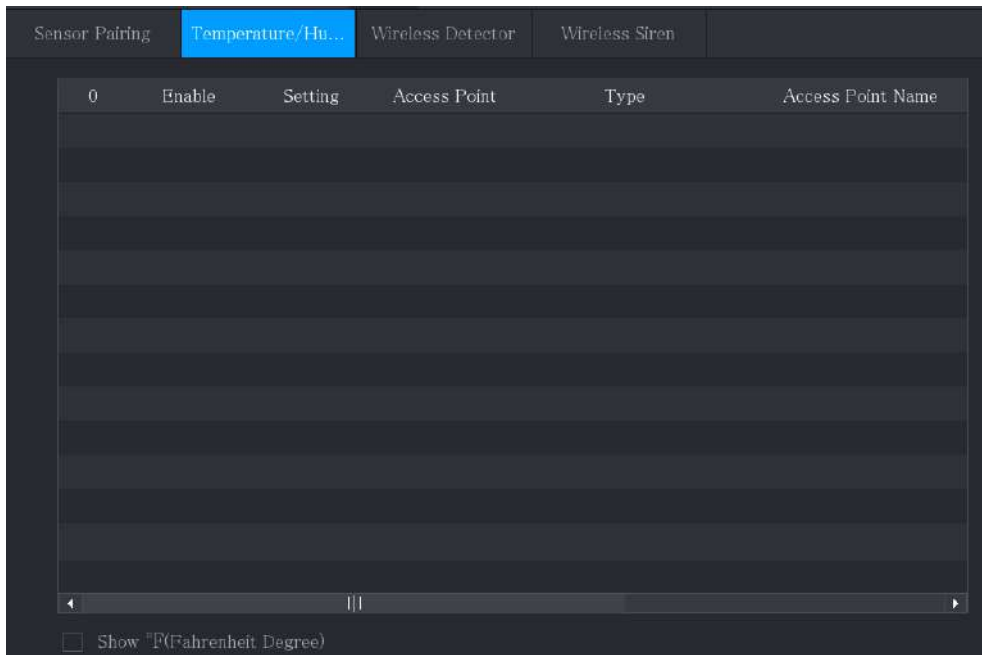 Sensor Pairing Temperature/Hu... Wireless Detector Wireless Siren
0 Enable Setting Access Point Type Access Point Name
Show °F(Fahrenheit Degree)